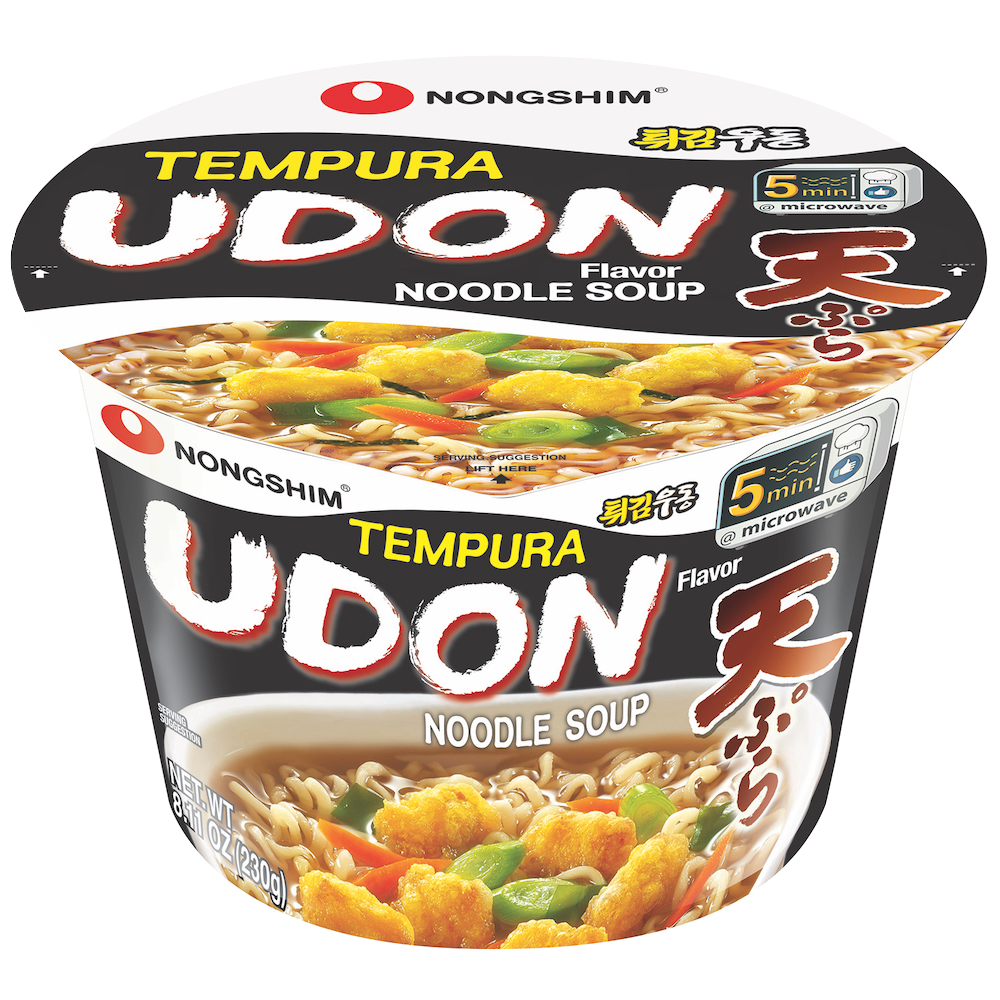 NONGSHIM®
튀김우동
TEMPURA
UDON
Flavor
NOODLE SOUP
5 min!
@ microwave
天ぷら
SERVING SUGGESTION
LIFT HERE
NONGSHIM®
튀김우동
5 min!
@ microwave
TEMPURA
UDON
Flavor
NOODLE SOUP
天ぷら
SERVING
SUGGESTION
NET.WT
8.11 OZ (230g)